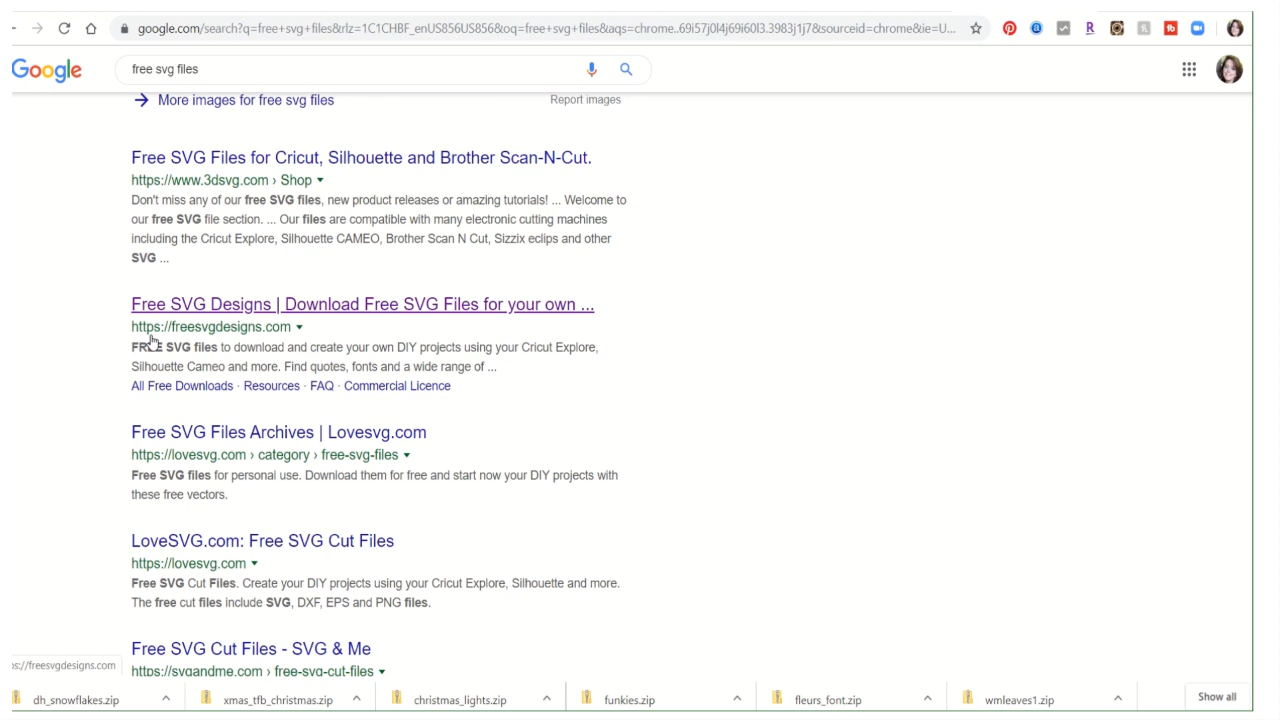 google.com/search?q=free+svg+files&rlz=1C1CHBF_enUS856US856&oq=free+svg+files&aqs=chrome..69i57j0l4j69i60l3.3983j1j7&sourceid=chrome&ie=U...
Google
free svg files
More images for free svg files
Report images
Free SVG Files for Cricut, Silhouette and Brother Scan-N-Cut.
https://www.3dsvg.com › Shop
Don't miss any of our free SVG files, new product releases or amazing tutorials! ... Welcome to
our free SVG file section. ... Our files are compatible with many electronic cutting machines
including the Cricut Explore, Silhouette CAMEO, Brother Scan N Cut, Sizzix eclips and other
SVG ...
Free SVG Designs | Download Free SVG Files for your own ...
https://freesvgdesigns.com
FREE SVG files to download and create your own DIY projects using your Cricut Explore,
Silhouette Cameo and more. Find quotes, fonts and a wide range of ...
All Free Downloads · Resources · FAQ · Commercial Licence
Free SVG Files Archives | Lovesvg.com
https://lovesvg.com › category › free-svg-files
Free SVG files for personal use. Download them for free and start now your DIY projects with
these free vectors.
LoveSVG.com: Free SVG Cut Files
https://lovesvg.com
Free SVG Cut Files. Create your DIY projects using your Cricut Explore, Silhouette and more.
The free cut files include SVG, DXF, EPS and PNG files.
Free SVG Cut Files - SVG & Me
https://svgandme.com › free-svg-cut-files
s://freesvgdesigns.com
dh_snowflakes.zip
xmas_tfb_christmas.zip
christmas_lights.zip
funkies.zip
fleurs_font.zip
wmleaves1.zip
Show all